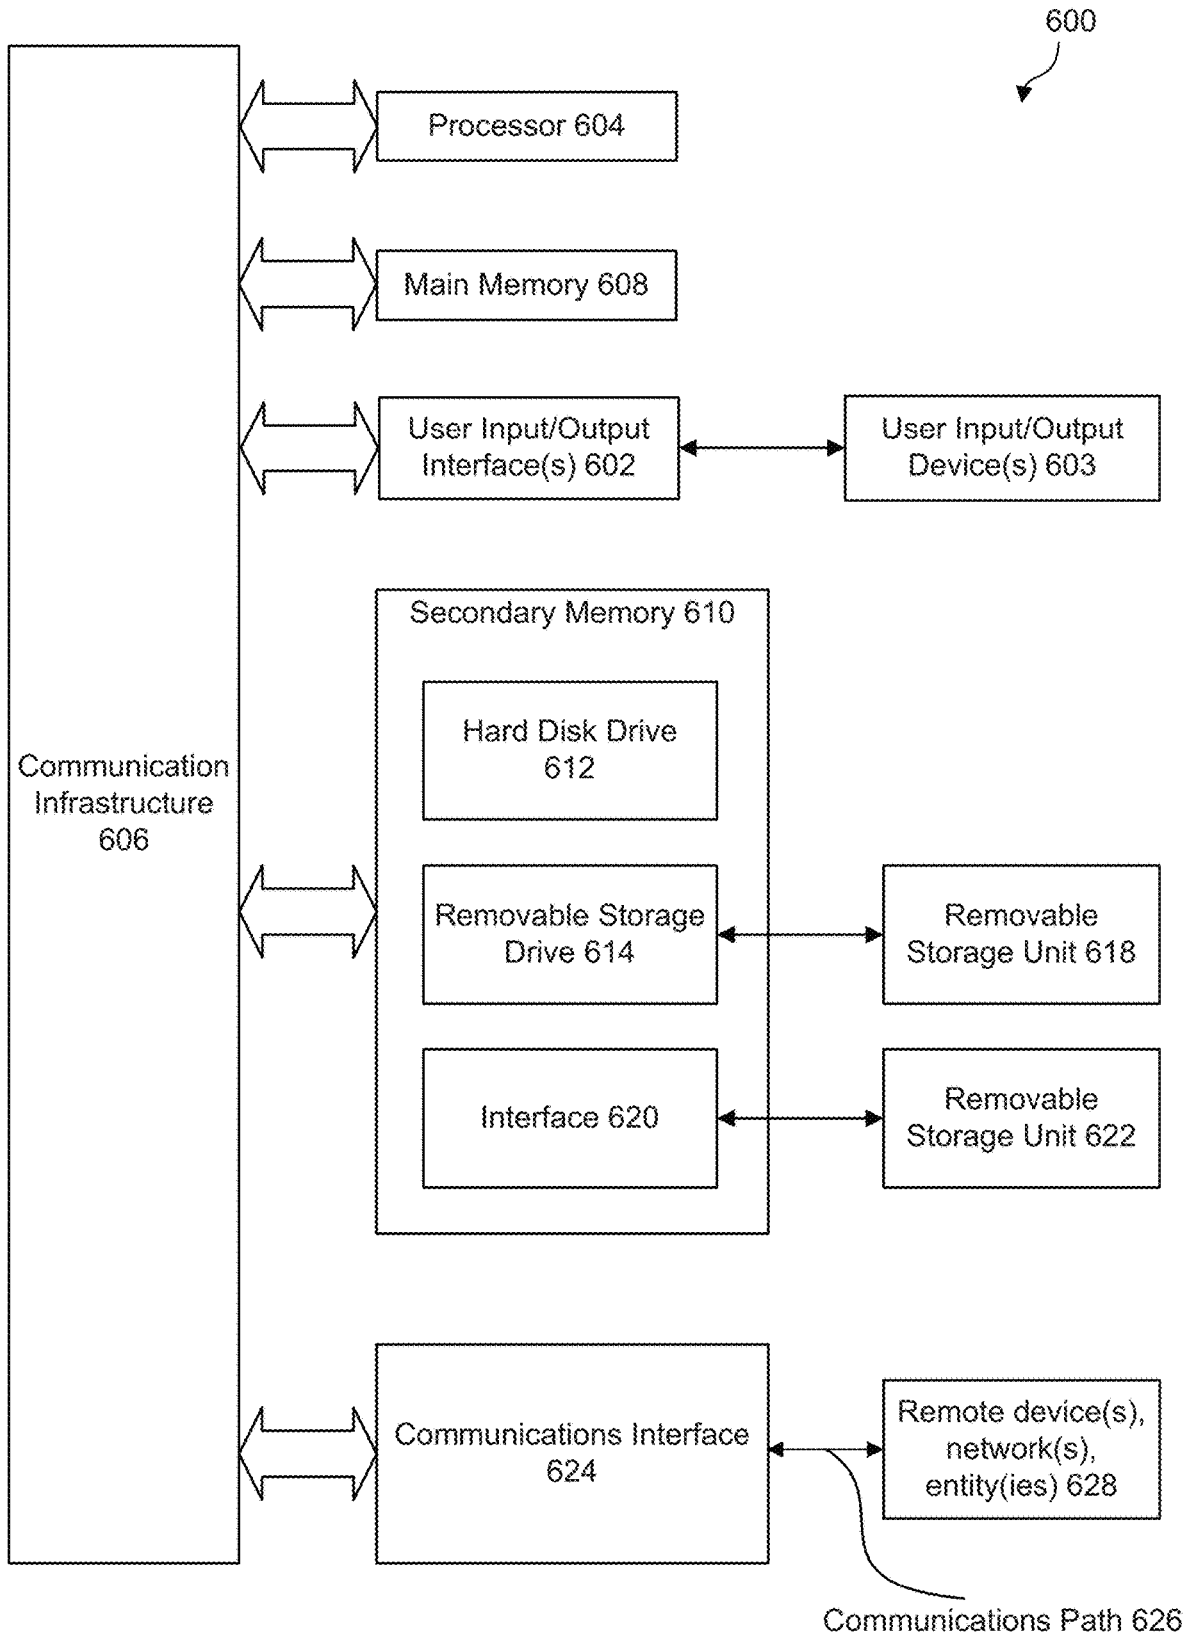 600
Processor 604
Main Memory 608
User Input/Output
Interface(s) 602
User Input/Output
Device(s) 603
Secondary Memory 610
Hard Disk Drive
612
Communication
Infrastructure
606
Removable Storage
Drive 614
Removable
Storage Unit 618
Interface 620
Removable
Storage Unit 622
Communications Interface
624
Remote device(s),
network(s),
entity(ies) 628
Communications Path 626